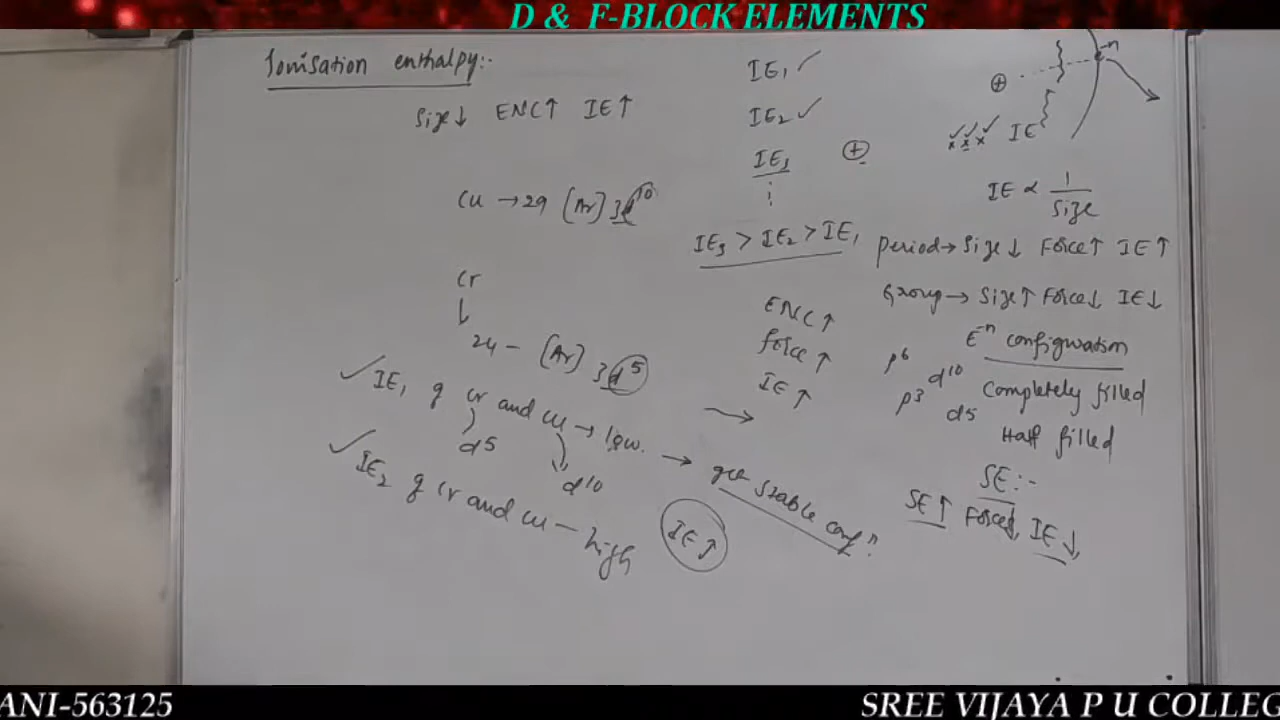 D & F-BLOCK ELEMENTS
Ionisation enthalpy:-
Size↓ ENC↑ IE↑
Cu → 29 [Ar] 3d¹⁰
Cr
↓
24 - [Ar] 3d⁵
✓ IE₁ of Cr and Cu → low.
d⁵ d¹⁰
✓ IE₂ of Cr and Cu - high
IE₁ ✓
IE₂ ✓
IE₃
⋮
IE₃ > IE₂ > IE₁
ENC↑
force↑
IE↑
→
→ get stable confⁿ.
IE↑
e⁻ⁿ
⊕
⊕
✓✓✓ IE
x x x
IE ∝ 1/Size
Period → Size↓ Force↑ IE↑
Group → Size↑ Force↓ IE↓
E⁻ⁿ configuration
p⁶ d¹⁰ Completely filled
p³ d⁵ Half filled
SE:-
SE↑ Force↓ IE↓
ANI-563125
SREE VIJAYA P U COLLEG